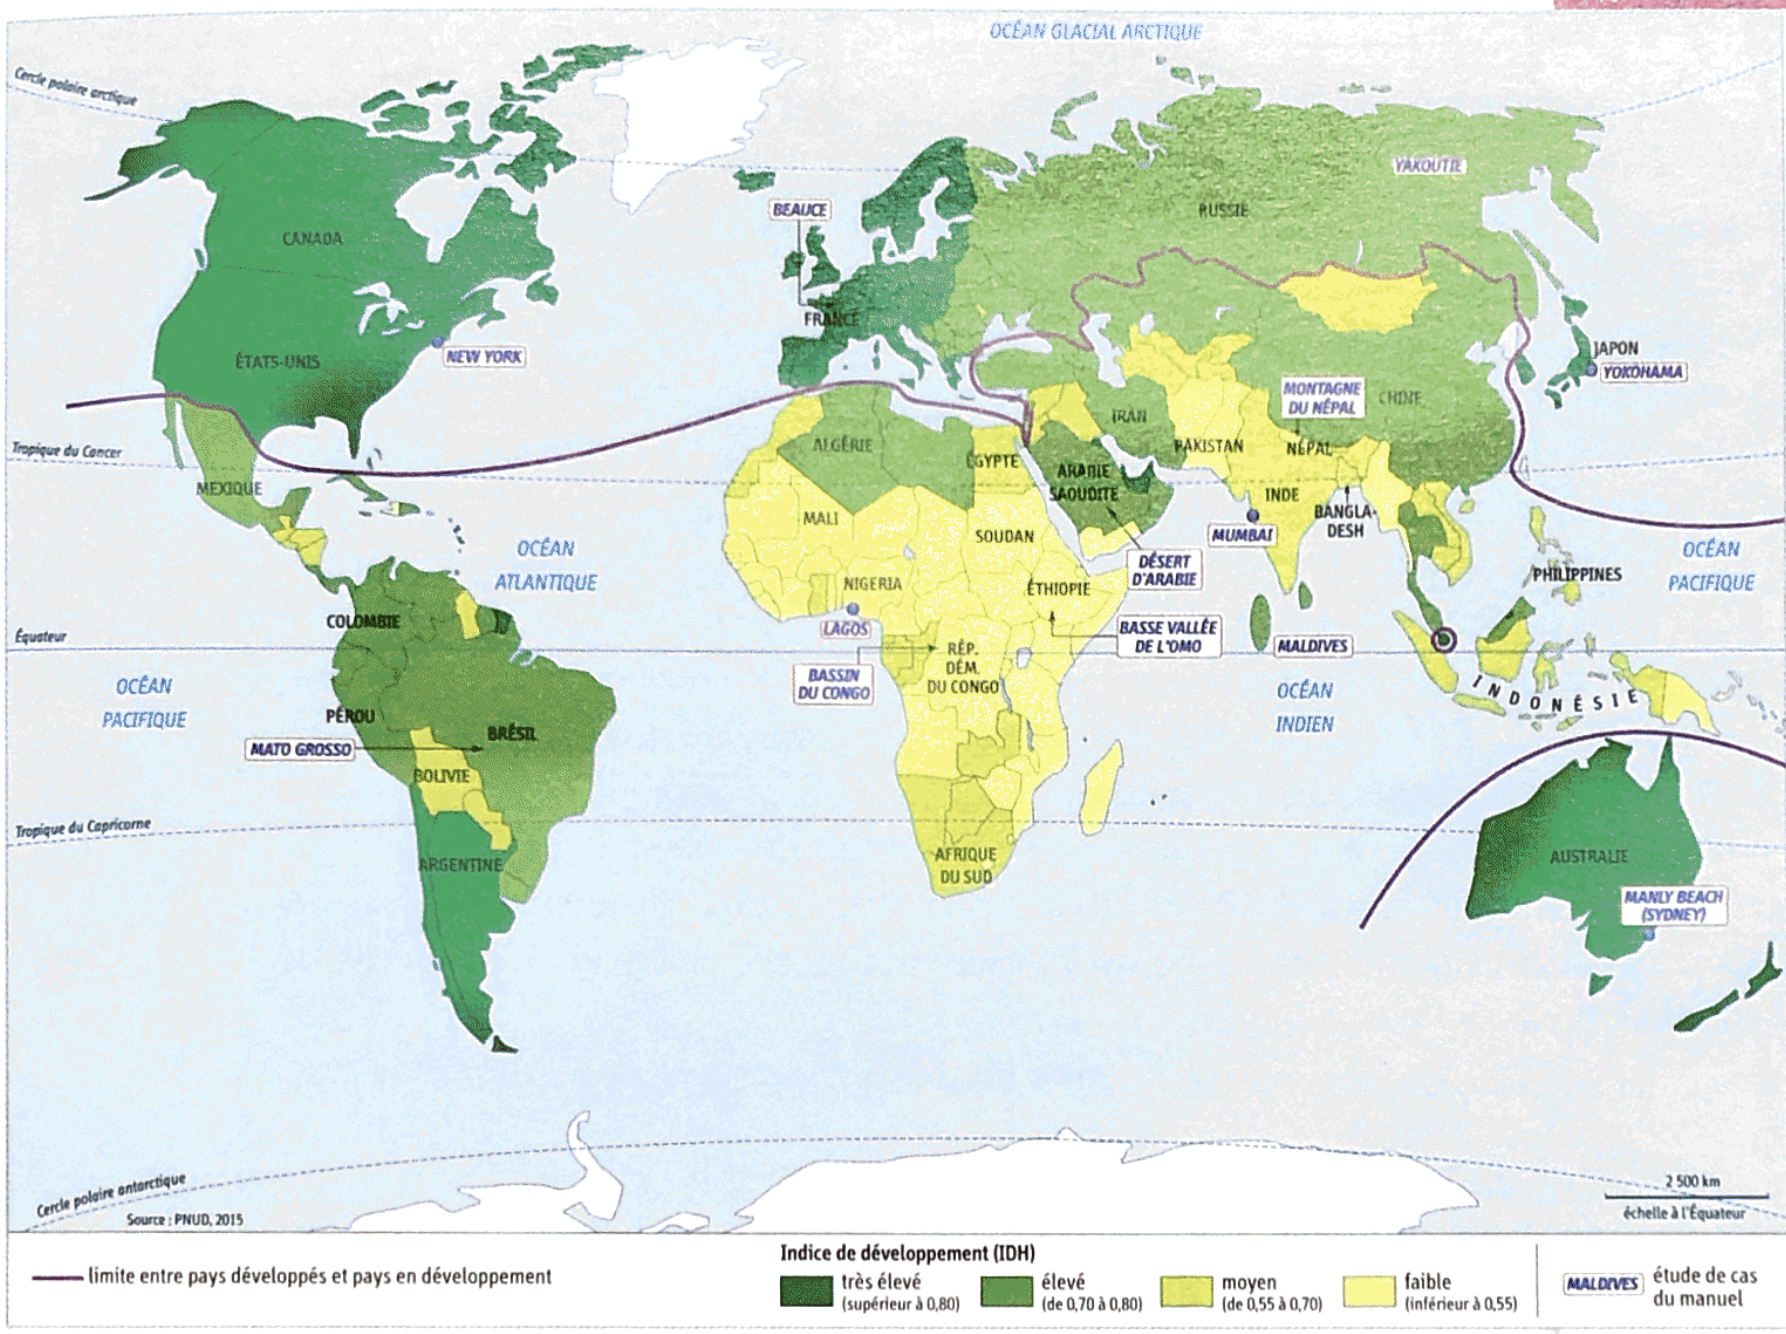 OCÉAN GLACIAL ARCTIQUE
Cercle polaire arctique
YAKOUTIE
RUSSIE
BEAUCE
CANADA
FRANCE
ÉTATS-UNIS
NEW YORK
JAPON
YOKOHAMA
MONTAGNE
DU NÉPAL
CHINE
IRAN
ALGÉRIE
Tropique du Cancer
PAKISTAN
NÉPAL
ÉGYPTE
ARABIE
SAOUDITE
MEXIQUE
INDE
BANGLA-
DESH
MALI
SOUDAN
MUMBAI
OCÉAN
ATLANTIQUE
OCÉAN
PACIFIQUE
DÉSERT
D'ARABIE
PHILIPPINES
NIGERIA
ÉTHIOPIE
COLOMBIE
LAGOS
BASSE VALLÉE
DE L'OMO
Équateur
MALDIVES
RÉP.
DÉM.
DU CONGO
BASSIN
DU CONGO
OCÉAN
PACIFIQUE
OCÉAN
INDIEN
INDONÉSIE
PÉROU
BRÉSIL
MATO GROSSO
BOLIVIE
Tropique du Capricorne
ARGENTINE
AFRIQUE
DU SUD
AUSTRALIE
MANLY BEACH
(SYDNEY)
Cercle polaire antarctique
2 500 km
échelle à l'Équateur
Source : PNUD, 2015
Indice de développement (IDH)
limite entre pays développés et pays en développement
très élevé
(supérieur à 0,80)
élevé
(de 0,70 à 0,80)
moyen
(de 0,55 à 0,70)
faible
(inférieur à 0,55)
MALDIVES
étude de cas
du manuel